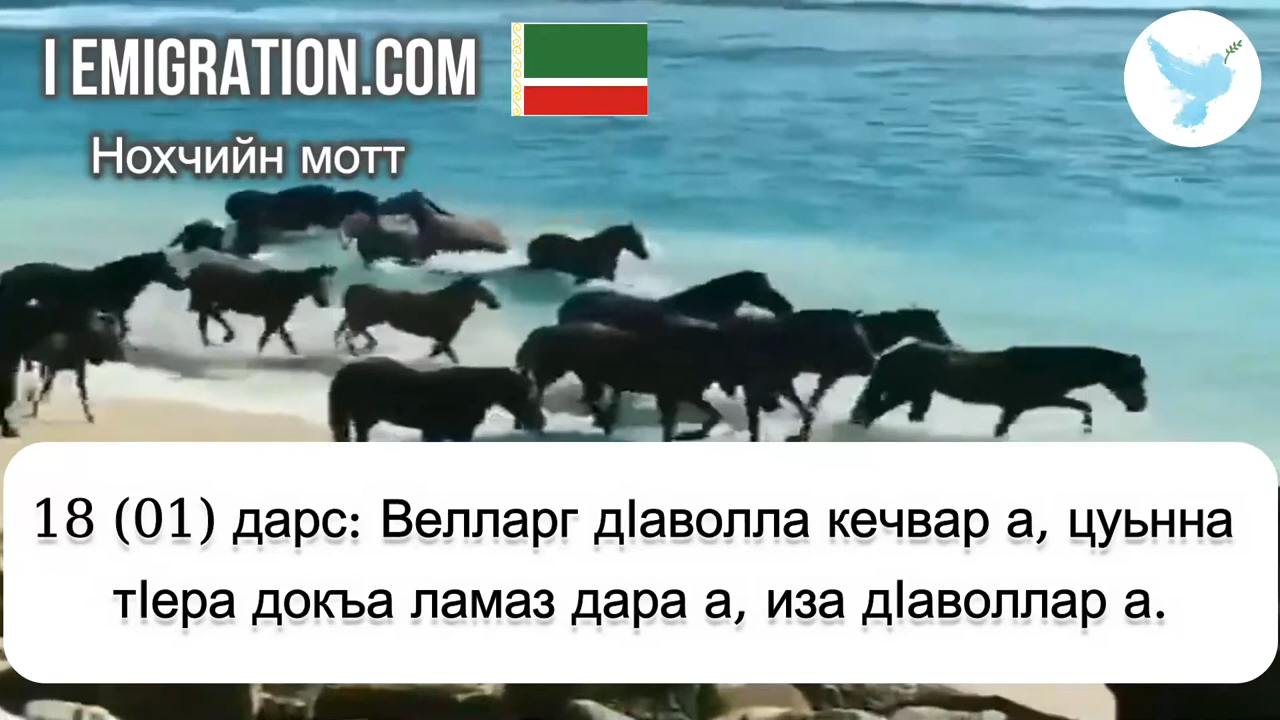 I EMIGRATION.COM
Нохчийн мотт
18 (01) дарс: Велларг дӀаволла кечвар а, цуьнна
тӀера докъа ламаз дара а, иза дӀаволлар а.